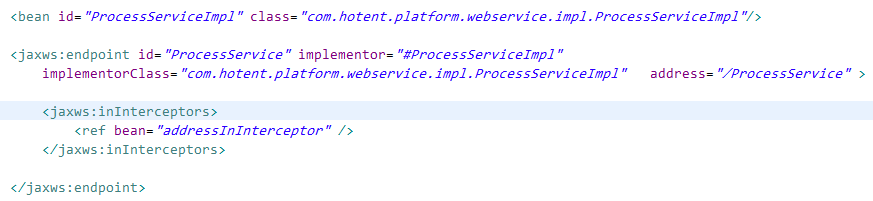 <bean id="ProcessServiceImpl" class="com.hotent.platform.webservice.impl.ProcessServiceImpl"/>
<jaxws:endpoint id="ProcessService" implementor="#ProcessServiceImpl"
implementorClass="com.hotent.platform.webservice.impl.ProcessServiceImpl" address="/ProcessService" >
<jaxws:inInterceptors>
<ref bean="addressInInterceptor" />
</jaxws:inInterceptors>
</jaxws:endpoint>